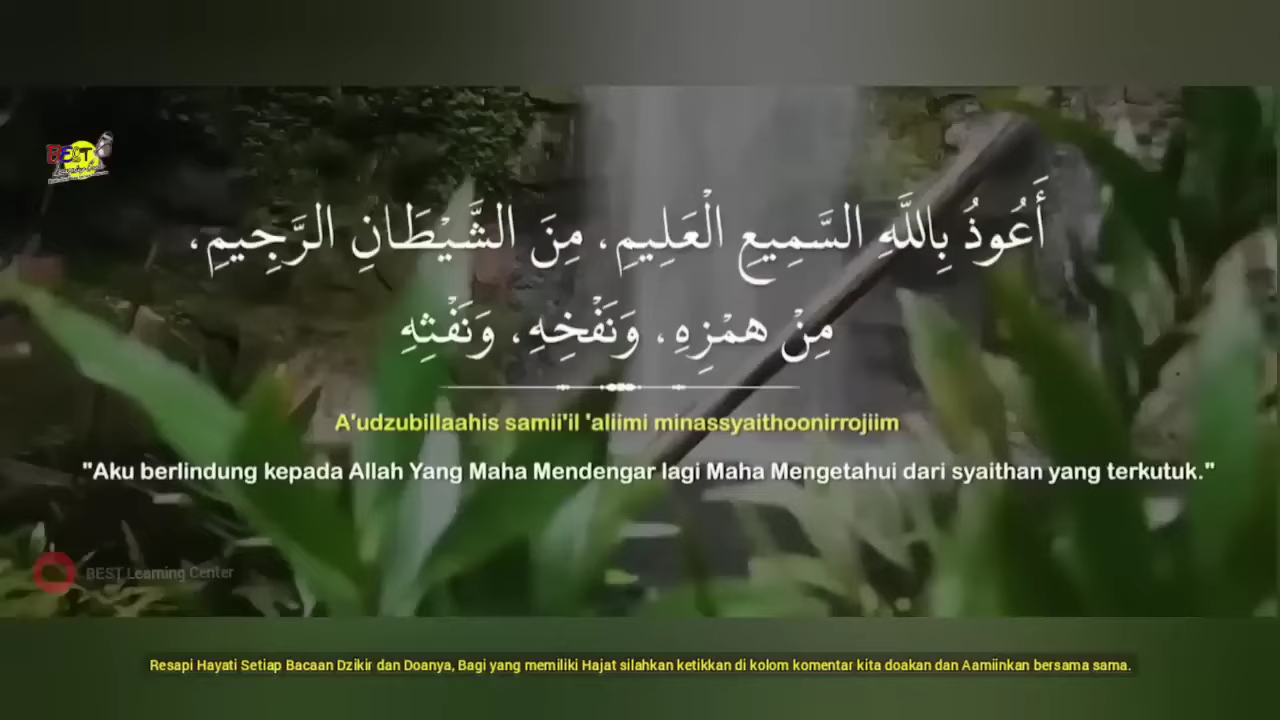 BEST
أَعُوذُ بِاللَّهِ السَّمِيعِ الْعَلِيمِ، مِنَ الشَّيْطَانِ الرَّجِيمِ،
مِنْ هَمْزِهِ، وَنَفْخِهِ، وَنَفْثِهِ
A'udzubillaahis samii'il 'aliimi minassyaithoonirrojiim
"Aku berlindung kepada Allah Yang Maha Mendengar lagi Maha Mengetahui dari syaithan yang terkutuk."
BEST Learning Center
Resapi Hayati Setiap Bacaan Dzikir dan Doanya, Bagi yang memiliki Hajat silahkan ketikkan di kolom komentar kita doakan dan Aamiinkan bersama sama.